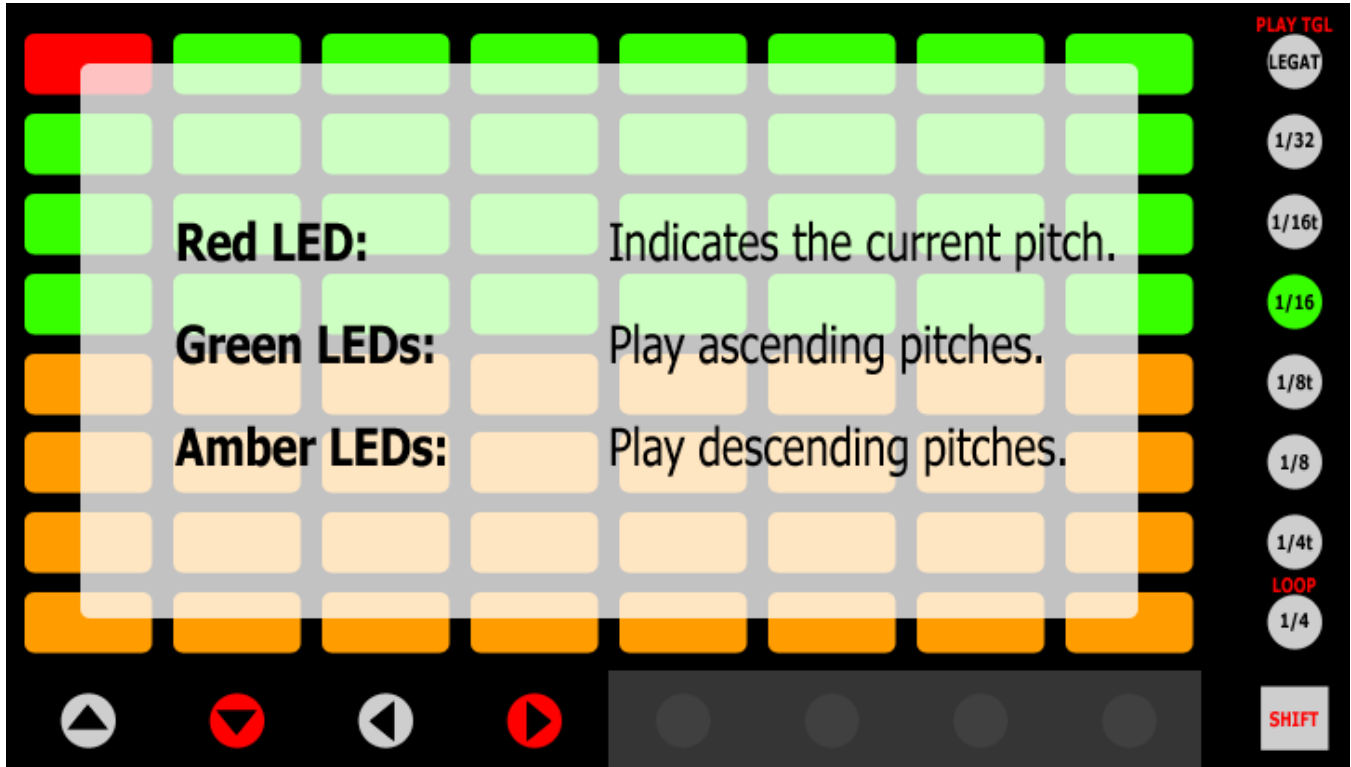 PLAY TGL
LEGAT
1/32
1/16t
Red LED: Indicates the current pitch.
1/16
Green LEDs: Play ascending pitches.
1/8t
Amber LEDs: Play descending pitches.
1/8
1/4t
LOOP
1/4
SHIFT